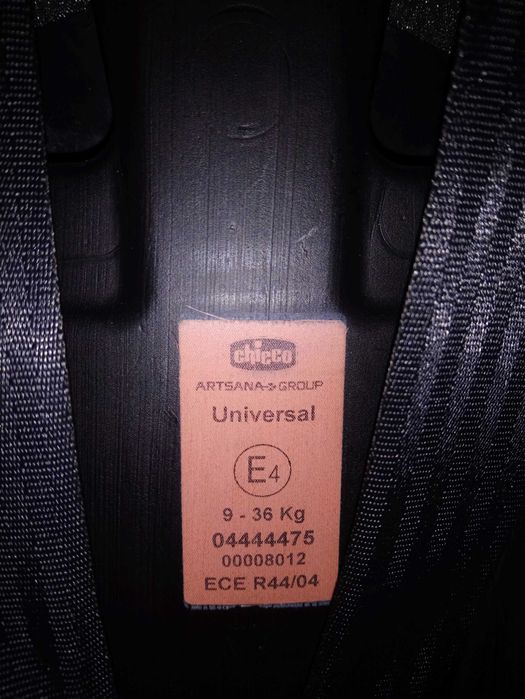 chicco
ARTSANA GROUP
Universal
E4
9 - 36 Kg
04444475
00008012
ECE R44/04